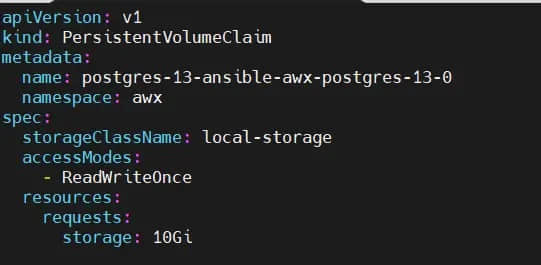 apiVersion: v1
kind: PersistentVolumeClaim
metadata:
  name: postgres-13-ansible-awx-postgres-13-0
  namespace: awx
spec:
  storageClassName: local-storage
  accessModes:
    - ReadWriteOnce
  resources:
    requests:
      storage: 10Gi